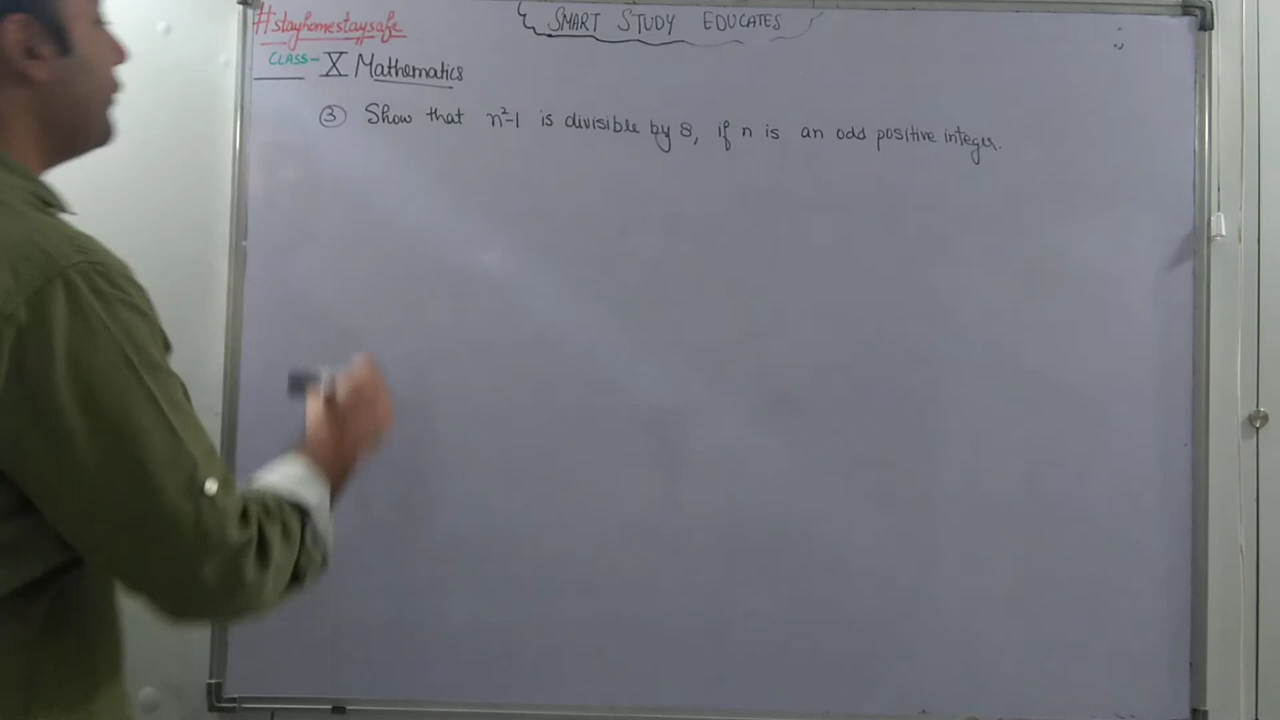 #stayhomestaysafe
SMART STUDY EDUCATES
CLASS- X Mathematics
③ Show that n²-1 is divisible by 8, if n is an odd positive integer.